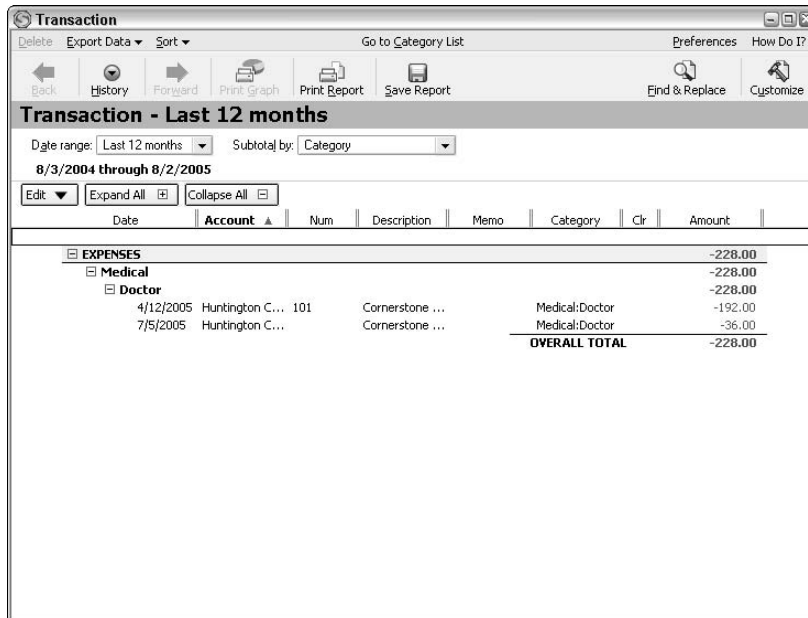 Transaction
Delete Export Data Sort Go to Category List Preferences How Do I?
Back History Forward Print Graph Print Report Save Report Find & Replace Customize
Transaction - Last 12 months
Date range: Last 12 months Subtotal by: Category
8/3/2004 through 8/2/2005
Edit Expand All Collapse All
Date Account Num Description Memo Category Clr Amount
EXPENSES -228.00
Medical -228.00
Doctor -228.00
4/12/2005 Huntington C... 101 Cornerstone ... Medical:Doctor -192.00
7/5/2005 Huntington C... Cornerstone ... Medical:Doctor -36.00
OVERALL TOTAL -228.00